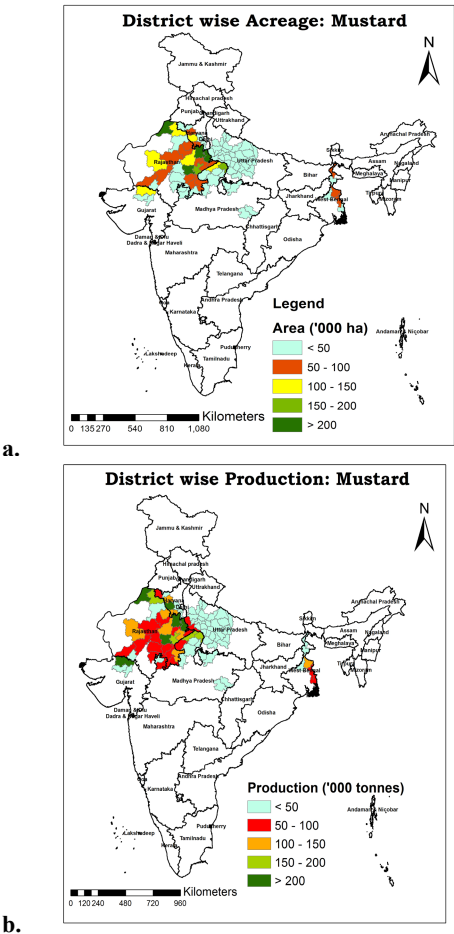 District wise Acreage: Mustard
N
Jammu & Kashmir
Himachal pradesh
Punjab
Chandigarh
Uttrakhand
Haryana
Rajasthan
Uttar Pradesh
Arunachal Pradesh
Sikkim
Assam
Nagaland
Meghalaya
Bihar
Manipur
Jharkhand
West Bengal
Mizoram
Gujarat
Madhya Pradesh
Chhattisgarh
Daman & Diu
Dadra & Nagar Haveli
Odisha
Maharashtra
Telangana
Goa
Andhra Pradesh
Karnataka
Lakshadeep
Puducherry
Tamilnadu
Kerala
Andaman & Niçobar
Legend
Area ('000 ha)
< 50
50 - 100
100 - 150
150 - 200
> 200
Kilometers
0 135 270 540 810 1,080
a.
District wise Production: Mustard
N
Jammu & Kashmir
Himachal pradesh
Punjab
Chandigarh
Uttrakhand
Haryana
Rajasthan
Uttar Pradesh
Arunachal Pradesh
Sikkim
Assam
Nagaland
Meghalaya
Bihar
Manipur
Jharkhand
West Bengal
Mizoram
Gujarat
Madhya Pradesh
Chhattisgarh
Daman & Diu
Dadra & Nagar Haveli
Odisha
Maharashtra
Telangana
Goa
Andhra Pradesh
Karnataka
Lakshadeep
Puducherry
Tamilnadu
Kerala
Andaman & Niçobar
Production ('000 tonnes)
< 50
50 - 100
100 - 150
150 - 200
> 200
Kilometers
0 120 240 480 720 960
b.